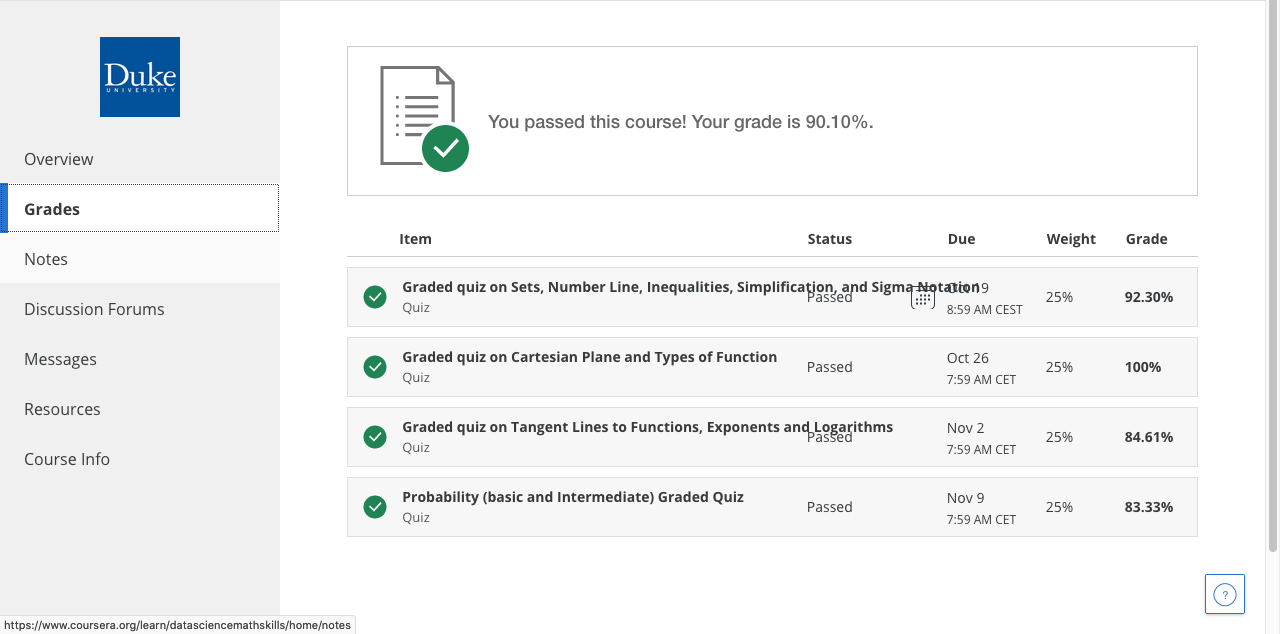 Duke
UNIVERSITY
Overview
Grades
Notes
Discussion Forums
Messages
Resources
Course Info
You passed this course! Your grade is 90.10%.
Item Status Due Weight Grade
Graded quiz on Sets, Number Line, Inequalities, Simplification, and Sigma Notation
Quiz
Passed
Oct 19
8:59 AM CEST
25%
92.30%
Graded quiz on Cartesian Plane and Types of Function
Quiz
Passed
Oct 26
7:59 AM CET
25%
100%
Graded quiz on Tangent Lines to Functions, Exponents and Logarithms
Quiz
Passed
Nov 2
7:59 AM CET
25%
84.61%
Probability (basic and Intermediate) Graded Quiz
Quiz
Passed
Nov 9
7:59 AM CET
25%
83.33%
?
https://www.coursera.org/learn/datasciencemathskills/home/notes